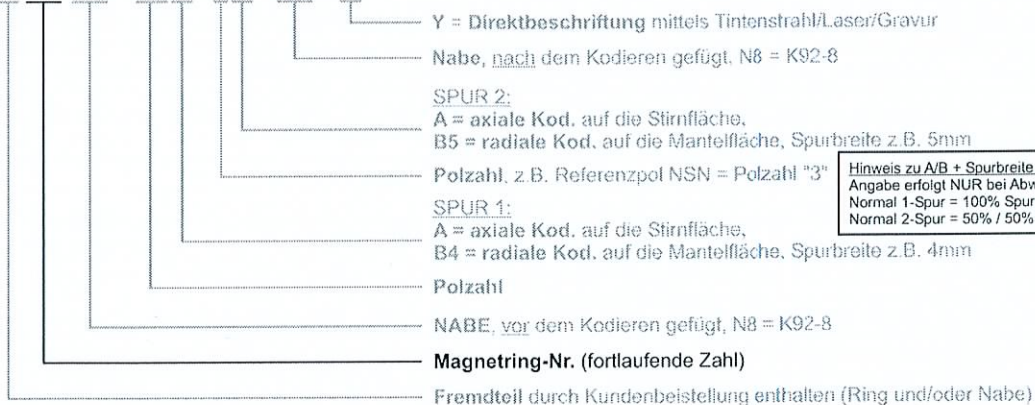 Y = Direktbeschriftung mittels Tintenstrahl/Laser/Gravur
Nabe, nach dem Kodieren gefügt, N8 = K92-8
SPUR 2:
A = axiale Kod. auf die Stirnfläche,
B5 = radiale Kod. auf die Mantelfläche, Spurbreite z.B. 5mm
Polzahl, z.B. Referenzpol NSN = Polzahl "3"
Hinweis zu A/B + Spurbreite
Angabe erfolgt NUR bei Abw
Normal 1-Spur = 100% Spur
Normal 2-Spur = 50% / 50%
SPUR 1:
A = axiale Kod. auf die Stirnfläche,
B4 = radiale Kod. auf die Mantelfläche, Spurbreite z.B. 4mm
Polzahl
NABE, vor dem Kodieren gefügt, N8 = K92-8
Magnetring-Nr. (fortlaufende Zahl)
Fremdteil durch Kundenbeistellung enthalten (Ring und/oder Nabe)